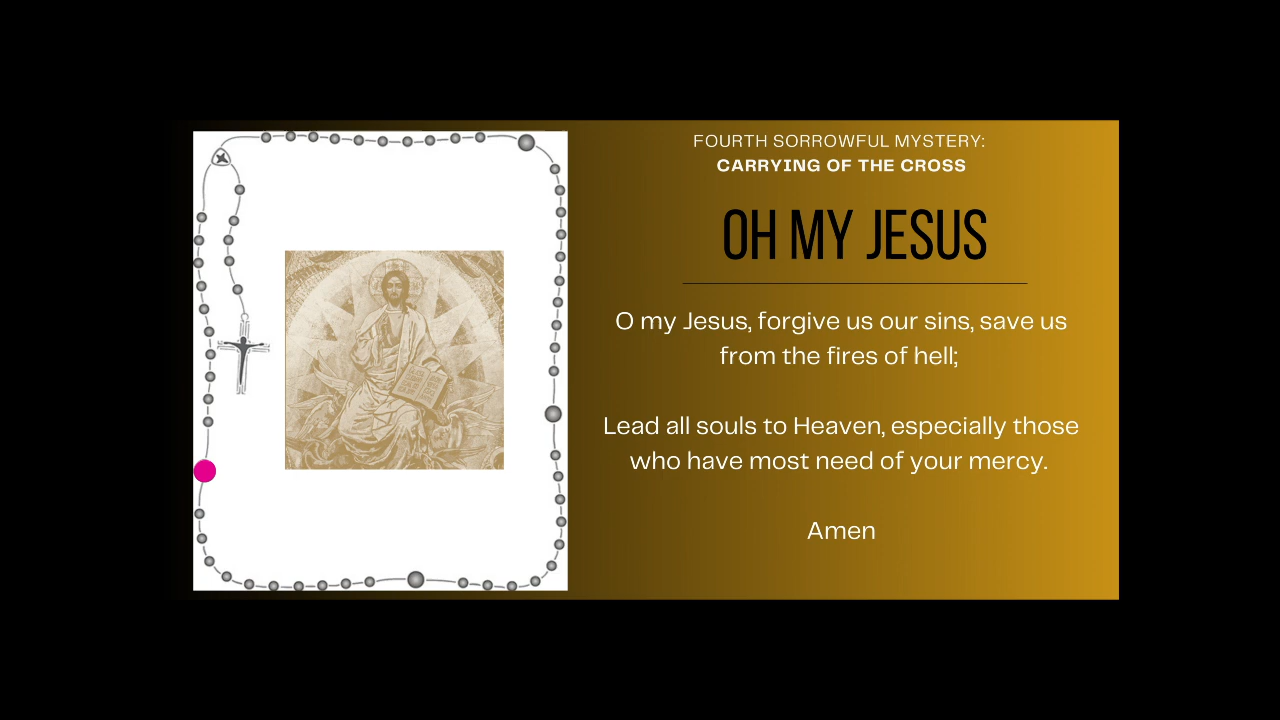 FOURTH SORROWFUL MYSTERY:
CARRYING OF THE CROSS
OH MY JESUS
O my Jesus, forgive us our sins, save us
from the fires of hell;
Lead all souls to Heaven, especially those
who have most need of your mercy.
Amen